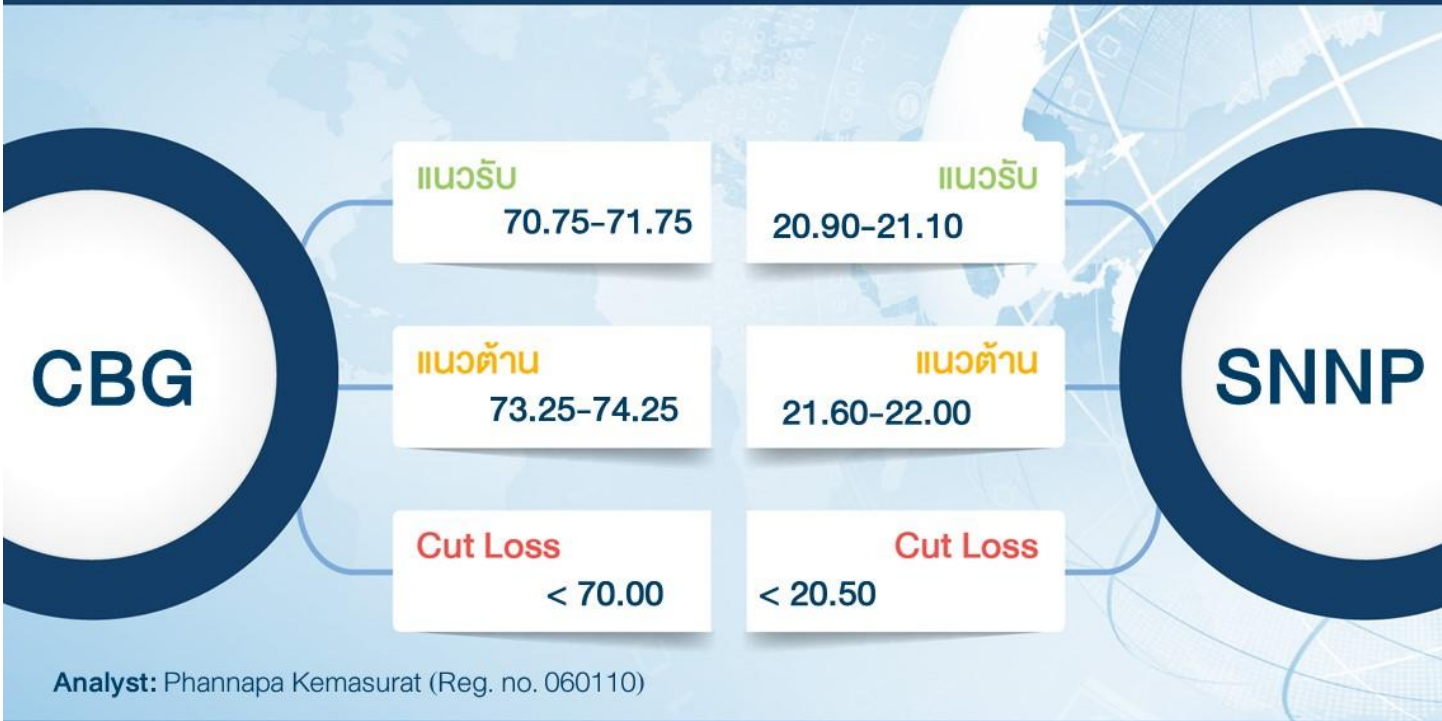 CBG
แนวรับ
70.75-71.75
แนวต้าน
73.25-74.25
Cut Loss
< 70.00
แนวรับ
20.90-21.10
แนวต้าน
21.60-22.00
Cut Loss
< 20.50
SNNP
Analyst: Phannapa Kemasurat (Reg. no. 060110)